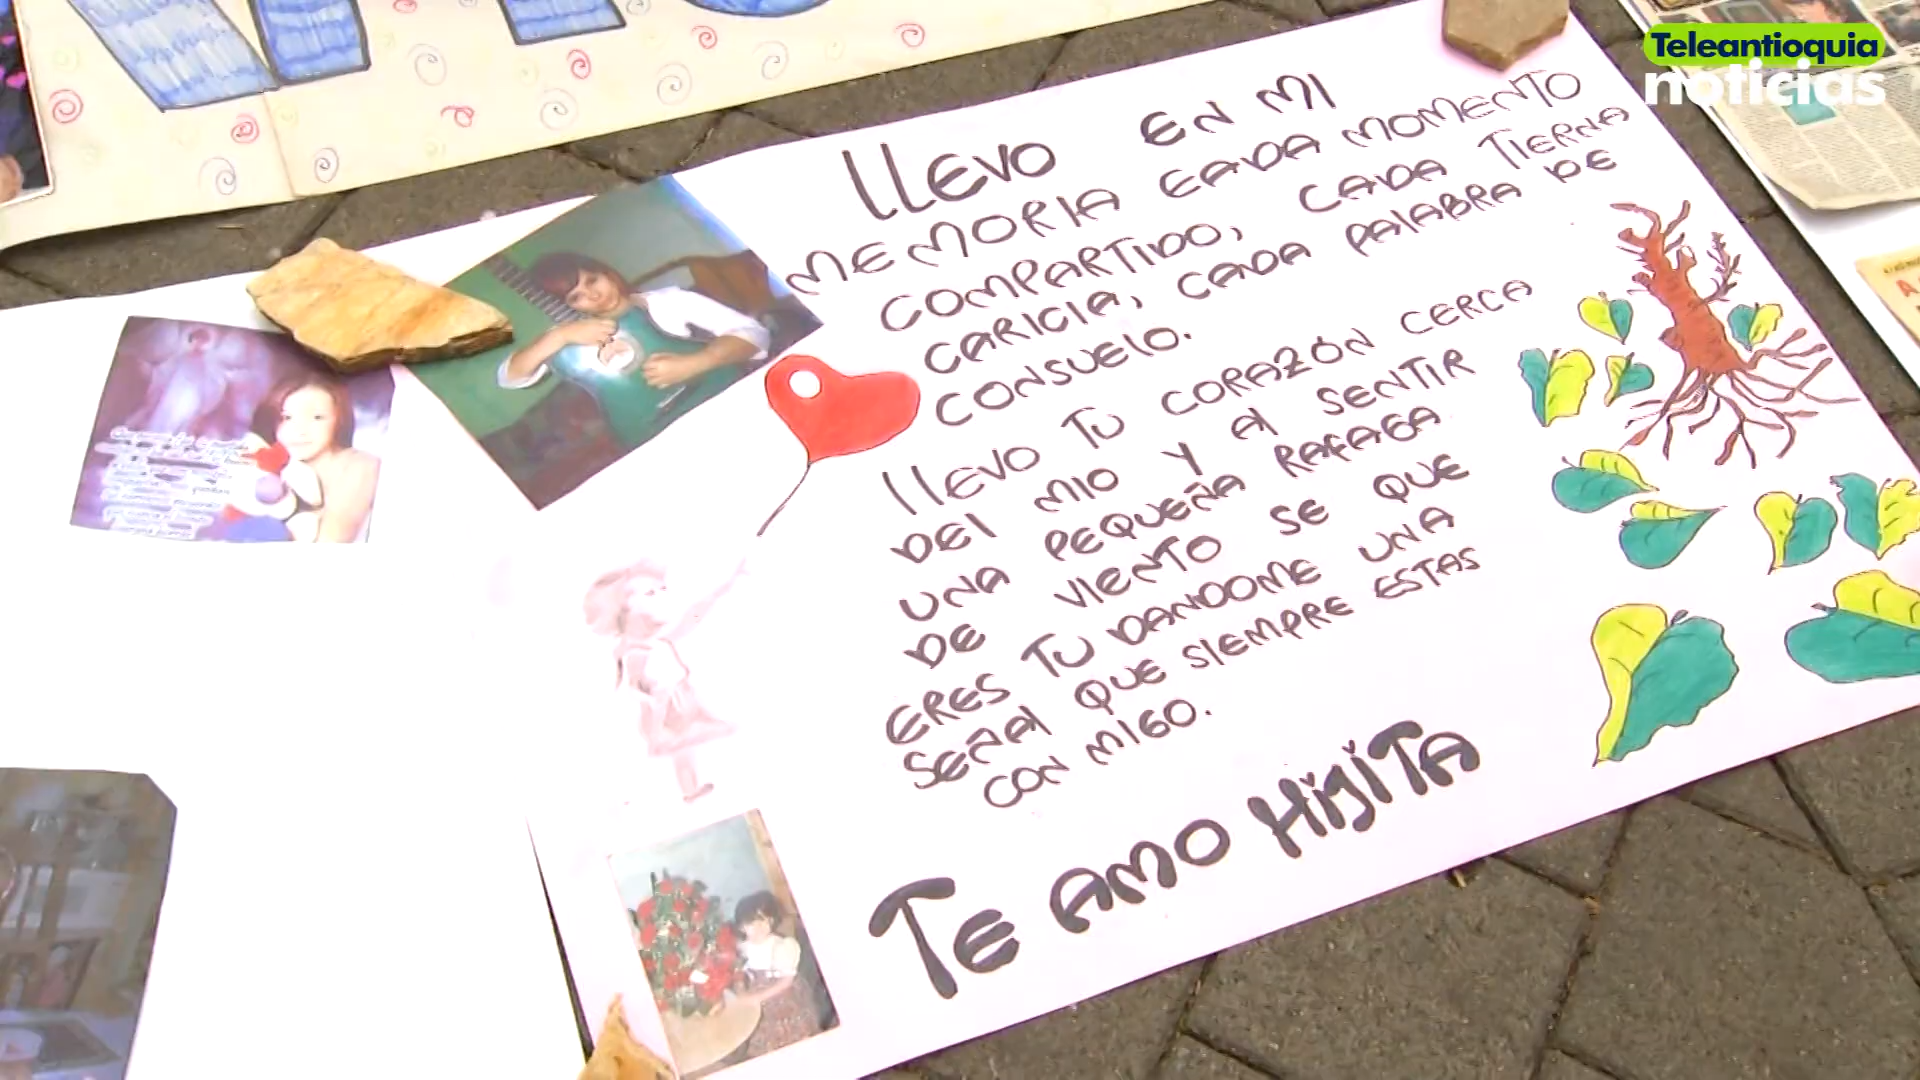 Teleantioquia
noticias
LLEVO EN MI
MEMORIA CADA MOMENTO
COMPARTIDO, CADA TIERNA
CARICIA, CADA PALABRA DE
CONSUELO.
LLEVO TU CORAZÓN CERCA
DEL MIO Y Al SENTIR
UNA PEQUEÑA RAFAGA
DE VIENTO SE QUE
ERES TU DANDOME UNA
SEÑAl QUE SIEMPRE ESTAS
CON MIGO.
TE AMO HIJITA